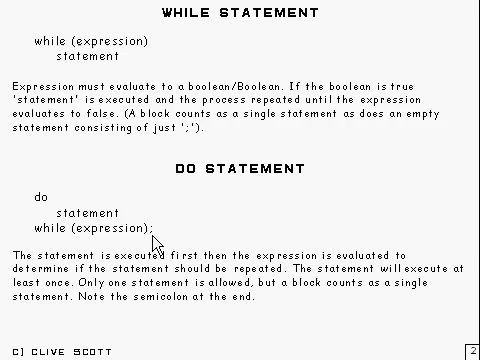 WHILE STATEMENT
while (expression)
statement
Expression must evaluate to a boolean/Boolean. If the boolean is true
'statement' is executed and the process repeated until the expression
evaluates to false. (A block counts as a single statement as does an empty
statement consisting of just ';').
DO STATEMENT
do
statement
while (expression);
The statement is executed first then the expression is evaluated to
determine if the statement should be repeated. The statement will execute at
least once. Only one statement is allowed, but a block counts as a single
statement. Note the semicolon at the end.
C] CLIVE SCOTT
2